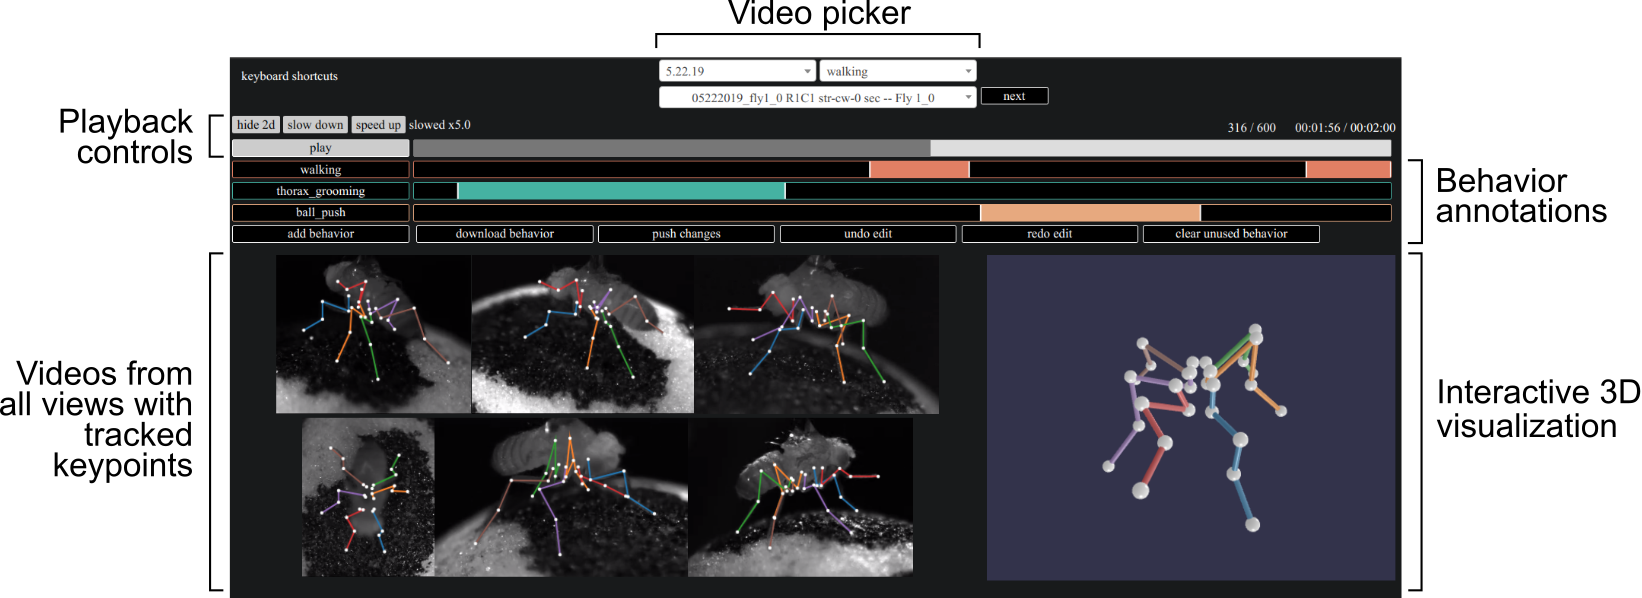 Video picker
keyboard shortcuts
5.22.19
walking
05222019_fly1_0 R1C1 str-cw-0 sec -- Fly 1_0
next
Playback
controls
hide 2d
slow down
speed up
slowed x5.0
316 / 600
00:01:56 / 00:02:00
play
walking
thorax_grooming
ball_push
add behavior
download behavior
push changes
undo edit
redo edit
clear unused behavior
Behavior
annotations
Videos from
all views with
tracked
keypoints
Interactive 3D
visualization